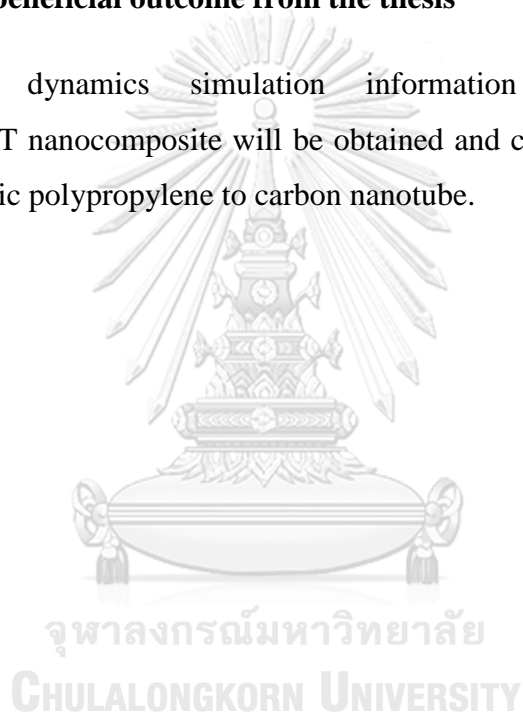 beneficial outcome from the thesis
dynamics simulation information
T nanocomposite will be obtained and c
ic polypropylene to carbon nanotube.
จุฬาลงกรณ์มหาวิทยาลัย
CHULALONGKORN UNIVERSITY